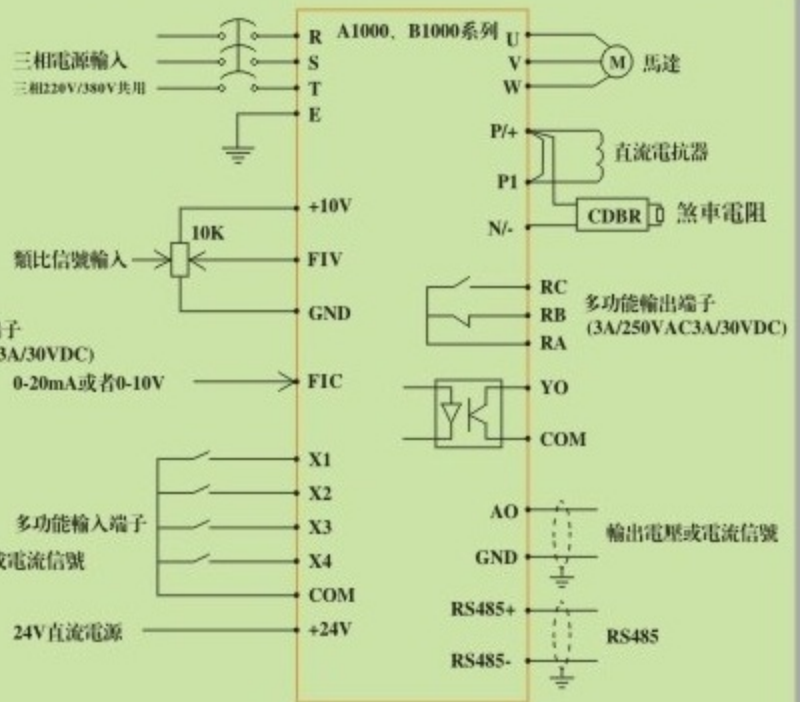 A1000、B1000系列
三相電源輸入
三相220V/380V共用
R
S
T
E
+10V
10K
類比信號輸入
FIV
GND
子
3A/30VDC)
0-20mA或者0-10V
FIC
X1
X2
X3
X4
多功能輸入端子
或電流信號
COM
24V直流電源
+24V
U
V
W
M
馬達
P/+
直流電抗器
P1
CDBR
煞車電阻
N/-
RC
RB
RA
多功能輸出端子
(3A/250VAC3A/30VDC)
YO
COM
AO
GND
輸出電壓或電流信號
RS485+
RS485-
RS485